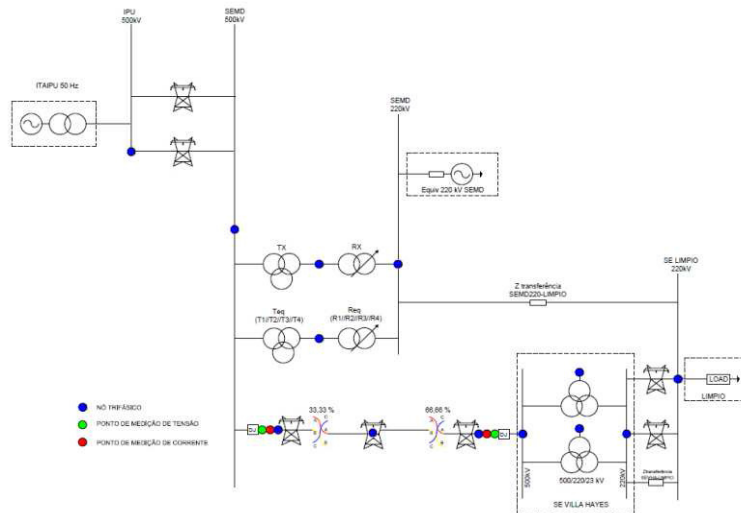 IPU
500kV
SEMD
500kV
ITAIPU 50 Hz
SEMD
220kV
Equiv 220 kV SEMD
TX
RX
SE LIMPIO
220kV
Z transferência
SEMD220-LIMPIO
Teq
(T1//T2//T3//T4)
Req
(R1//R2//R3//R4)
LOAD
LIMPIO
NÓ TRIFÁSICO
PONTO DE MEDIÇÃO DE TENSÃO
PONTO DE MEDIÇÃO DE CORRENTE
33,33 %
66,66 %
DJ
DJ
500kV
500/220/23 kV
220kV
Ztransferência
SE VILLA HAYES